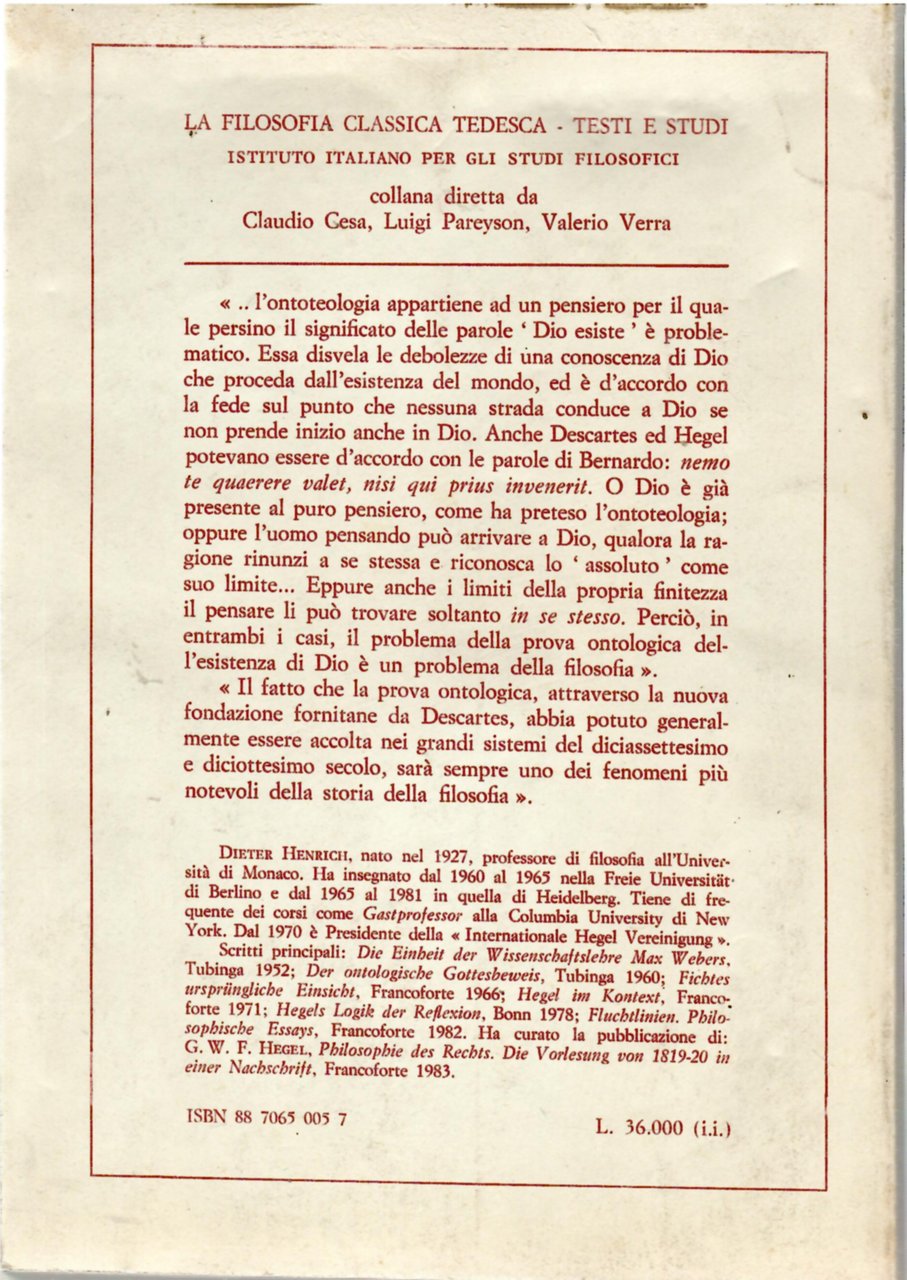 LA FILOSOFIA CLASSICA TEDESCA - TESTI E STUDI
ISTITUTO ITALIANO PER GLI STUDI FILOSOFICI
collana diretta da
Claudio Cesa, Luigi Pareyson, Valerio Verra
« .. l'ontoteologia appartiene ad un pensiero per il qua-
le persino il significato delle parole ‘ Dio esiste ’ è proble-
matico. Essa disvela le debolezze di una conoscenza di Dio
che proceda dall'esistenza del mondo, ed è d'accordo con
la fede sul punto che nessuna strada conduce a Dio se
non prende inizio anche in Dio. Anche Descartes ed Hegel
potevano essere d'accordo con le parole di Bernardo: nemo
te quaerere valet, nisi qui prius invenerit. O Dio è già
presente al puro pensiero, come ha preteso l'ontoteologia;
oppure l'uomo pensando può arrivare a Dio, qualora la ra-
gione rinunzi a se stessa e riconosca lo ‘ assoluto ’ come
suo limite... Eppure anche i limiti della propria finitezza
il pensare li può trovare soltanto in se stesso. Perciò, in
entrambi i casi, il problema della prova ontologica del-
l'esistenza di Dio è un problema della filosofia ».
« Il fatto che la prova ontologica, attraverso la nuova
fondazione fornitane da Descartes, abbia potuto general-
mente essere accolta nei grandi sistemi del diciassettesimo
e diciottesimo secolo, sarà sempre uno dei fenomeni più
notevoli della storia della filosofia ».
DIETER HENRICH, nato nel 1927, professore di filosofia all'Univer-
sità di Monaco. Ha insegnato dal 1960 al 1965 nella Freie Universität
di Berlino e dal 1965 al 1981 in quella di Heidelberg. Tiene di fre-
quente dei corsi come Gastprofessor alla Columbia University di New
York. Dal 1970 è Presidente della « Internationale Hegel Vereinigung ».
Scritti principali: Die Einheit der Wissenschaftslehre Max Webers,
Tubinga 1952; Der ontologische Gottesbeweis, Tubinga 1960; Fichtes
ursprüngliche Einsicht, Francoforte 1966; Hegel im Kontext, Franco-
forte 1971; Hegels Logik der Reflexion, Bonn 1978; Fluchtlinien. Philo-
sophische Essays, Francoforte 1982. Ha curato la pubblicazione di:
G. W. F. HEGEL, Philosophie des Rechts. Die Vorlesung von 1819-20 in
einer Nachschrift, Francoforte 1983.
ISBN 88 7065 005 7
L. 36.000 (i.i.)